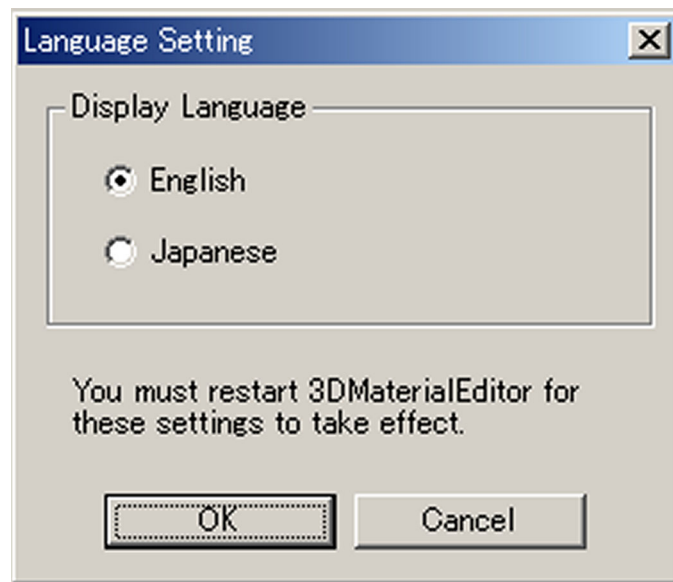 Language Setting
Display Language
English
Japanese
You must restart 3DMaterialEditor for
these settings to take effect.
OK
Cancel